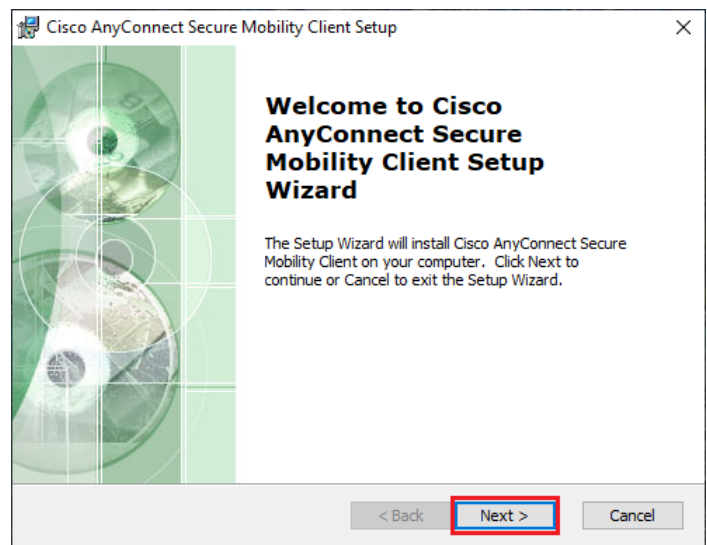 Cisco AnyConnect Secure Mobility Client Setup
Welcome to Cisco
AnyConnect Secure
Mobility Client Setup
Wizard
The Setup Wizard will install Cisco AnyConnect Secure
Mobility Client on your computer. Click Next to
continue or Cancel to exit the Setup Wizard.
< Back Next > Cancel